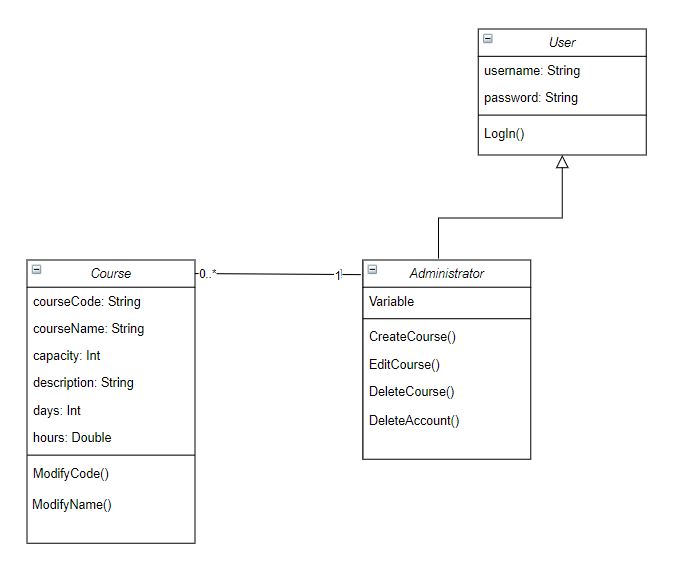 User
username: String
password: String
LogIn()
Course
courseCode: String
courseName: String
capacity: Int
description: String
days: Int
hours: Double
ModifyCode()
ModifyName()
0..*
1
Administrator
Variable
CreateCourse()
EditCourse()
DeleteCourse()
DeleteAccount()